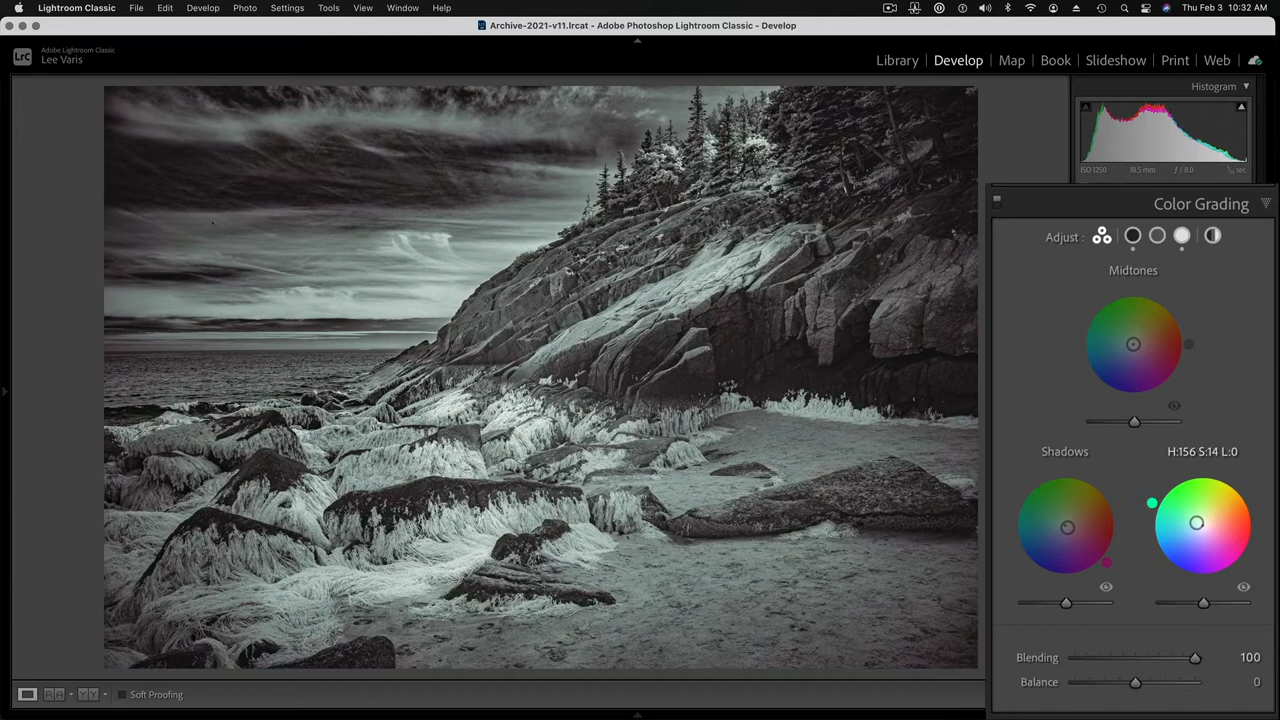 Lightroom Classic File Edit Develop Photo Settings Tools View Window Help Thu Feb 3 10:32 AM
Archive-2021-v11.lrcat - Adobe Photoshop Lightroom Classic - Develop
LrC Adobe Lightroom Classic
Lee Varis
Library | Develop | Map | Book | Slideshow | Print | Web
Histogram
ISO 1250 18.5 mm ƒ / 8.0 sec
Color Grading
Adjust :
Midtones
Shadows H:156 S:14 L:0
Blending 100
Balance 0
Soft Proofing